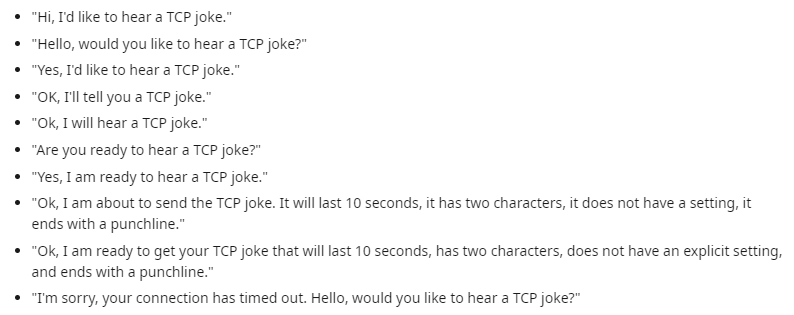 "Hi, I'd like to hear a TCP joke."
"Hello, would you like to hear a TCP joke?"
"Yes, I'd like to hear a TCP joke."
"OK, I'll tell you a TCP joke."
"Ok, I will hear a TCP joke."
"Are you ready to hear a TCP joke?"
"Yes, I am ready to hear a TCP joke."
"Ok, I am about to send the TCP joke. It will last 10 seconds, it has two characters, it does not have a setting, it
ends with a punchline."
"Ok, I am ready to get your TCP joke that will last 10 seconds, has two characters, does not have an explicit setting,
and ends with a punchline."
"I'm sorry, your connection has timed out. Hello, would you like to hear a TCP joke?"